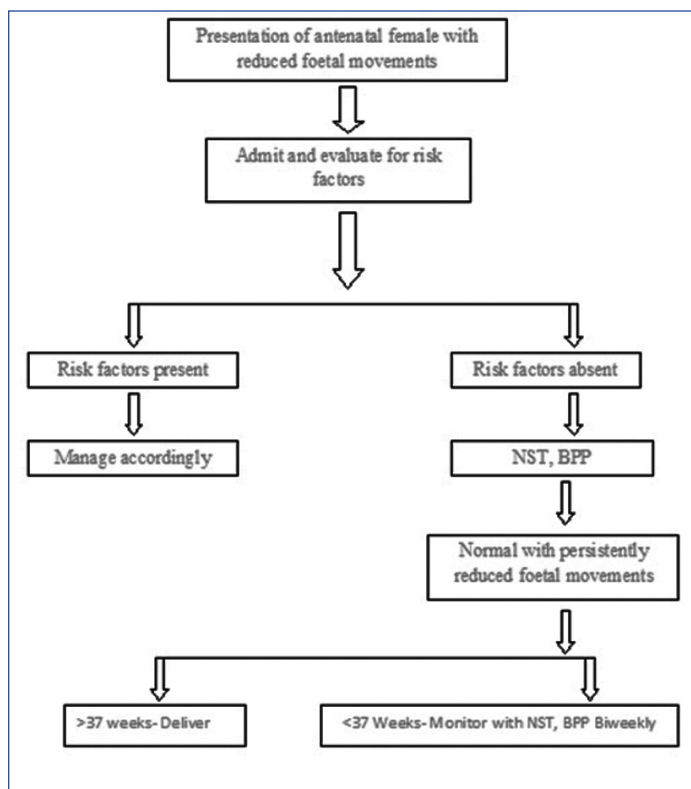 Presentation of antenatal female with
reduced foetal movements
Admit and evaluate for risk
factors
Risk factors present
Risk factors absent
Manage accordingly
NST, BPP
Normal with persistently
reduced foetal movements
>37 weeks- Deliver
<37 Weeks- Monitor with NST, BPP Biweekly